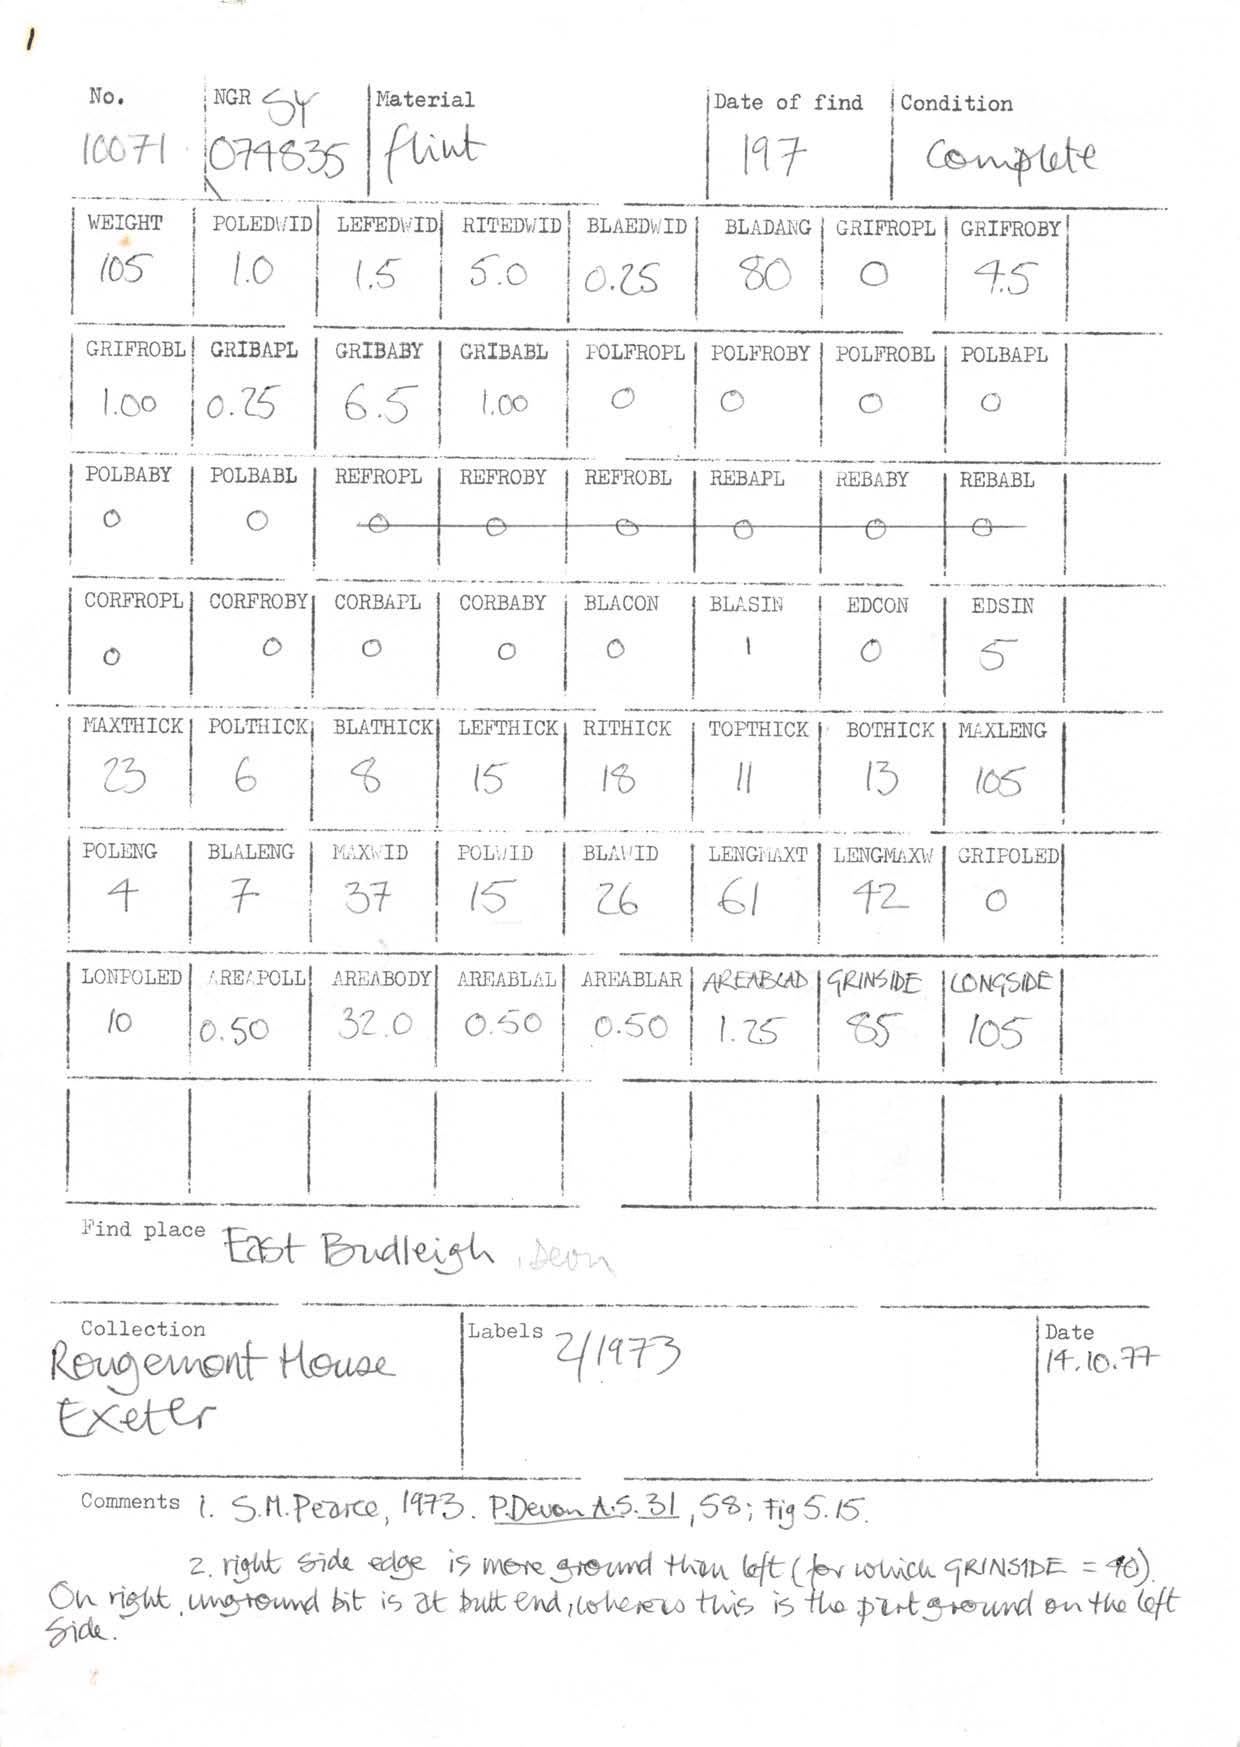 1
No. NGR SY Material Date of find Condition
10071 074835 flint 197 Complete
WEIGHT POLEDWID LEFEDWID RITEDWID BLAEDWID BLADANG GRIFROPL GRIFROBY
105 1.0 1.5 5.0 0.25 80 0 4.5
GRIFROBL GRIBAPL GRIBABY GRIBABL POLFROPL POLFROBY POLFROBL POLBAPL
1.00 0.25 6.5 1.00 0 0 0 0
POLBABY POLBABL REFROPL REFROBY REFROBL REBAPL REBABY REBABL
0 0 0 0 0 0 0 0
CORFROPL CORFROBY CORBAPL CORBABY BLACON BLASIN EDCON EDSIN
0 0 0 0 0 1 0 5
MAXTHICK POLTHICK BLATHICK LEFTHICK RITHICK TOPTHICK BOTHICK MAXLENG
23 6 8 15 18 11 13 105
POLENG BLALENG MAXWID POLWID BLAWID LENGMAXT LENGMAXW GRIPOLED
4 7 37 15 26 61 42 0
LONPOLED AREAPOLL AREABODY AREABLAL AREABLAR AREABLAD GRINSIDE LONGSIDE
10 0.50 32.0 0.50 0.50 1.25 85 105
Find place East Budleigh, Devon
Collection Labels 2/1973 Date
Rougemont House 14.10.77
Exeter
Comments 1. S.M. Pearce, 1973. P. Devon A.S. 31, 58; Fig 5.15.
2. right side edge is more ground than left (for which GRINSIDE = 40).
On right, unground bit is at butt end, whereas this is the part ground on the left
side.